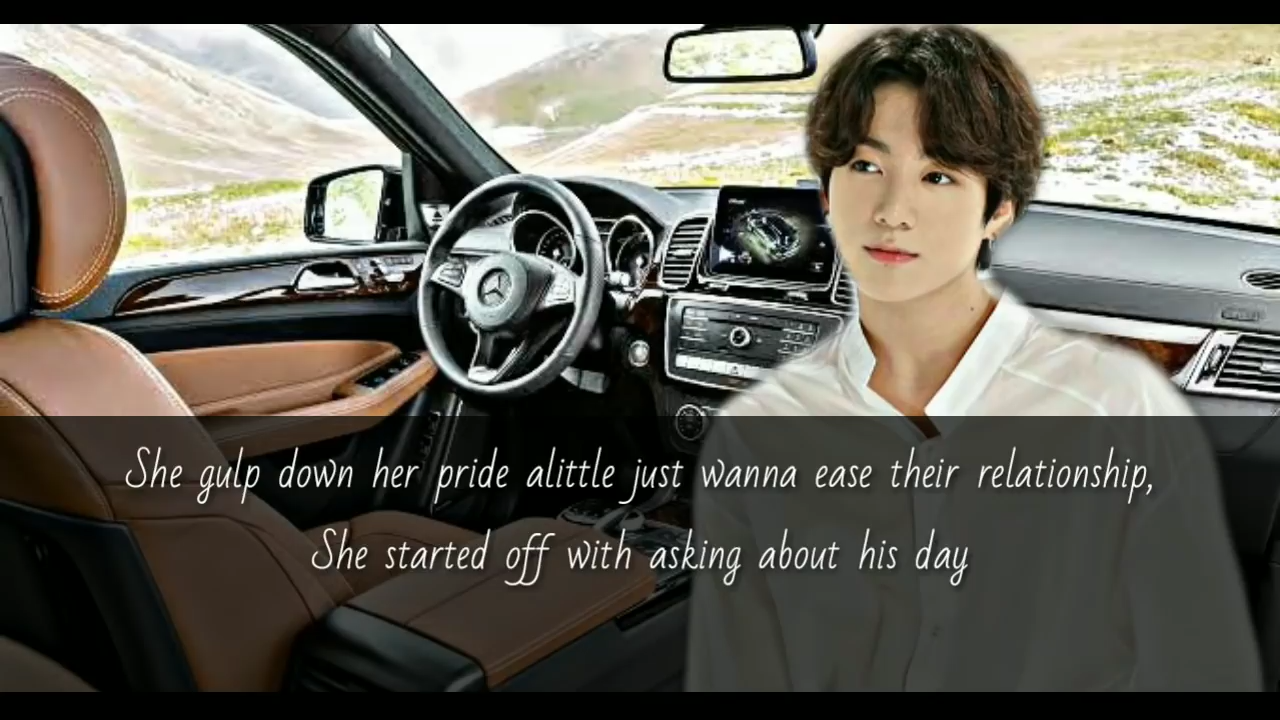 She gulp down her pride alittle just wanna ease their relationship,
She started off with asking about his day